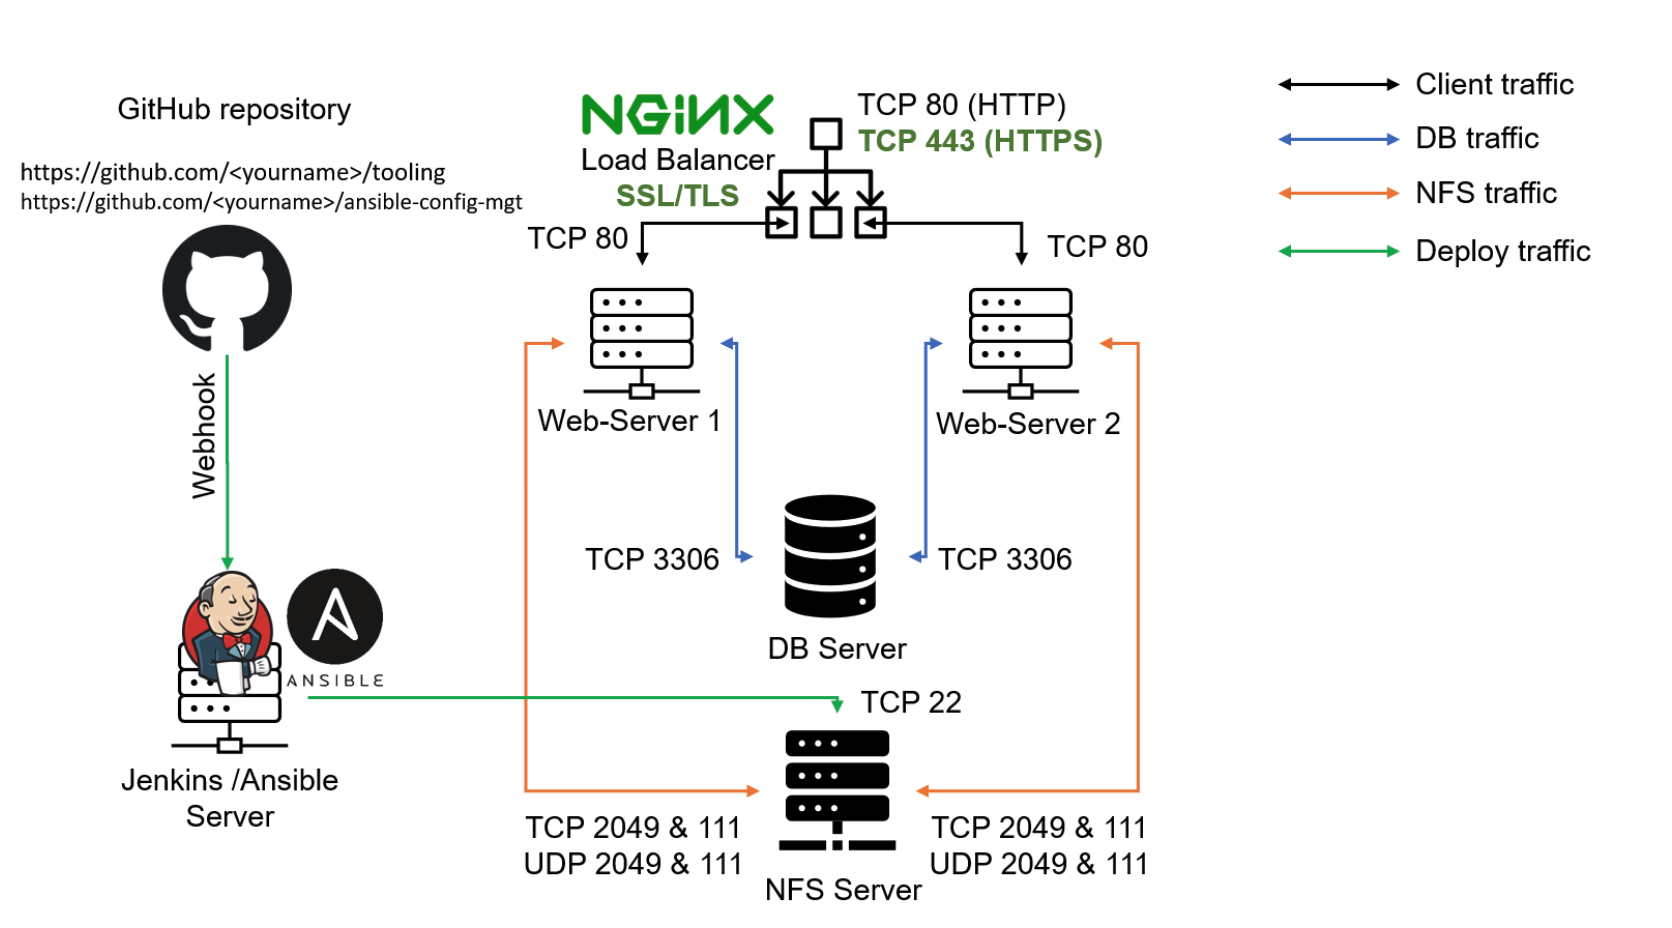 GitHub repository
https://github.com/<yourname>/tooling
https://github.com/<yourname>/ansible-config-mgt
Webhook
ANSIBLE
Jenkins /Ansible
Server
NGiNX
Load Balancer
SSL/TLS
TCP 80 (HTTP)
TCP 443 (HTTPS)
TCP 80
TCP 80
Web-Server 1
Web-Server 2
TCP 3306
TCP 3306
DB Server
TCP 22
TCP 2049 & 111
UDP 2049 & 111
TCP 2049 & 111
UDP 2049 & 111
NFS Server
Client traffic
DB traffic
NFS traffic
Deploy traffic